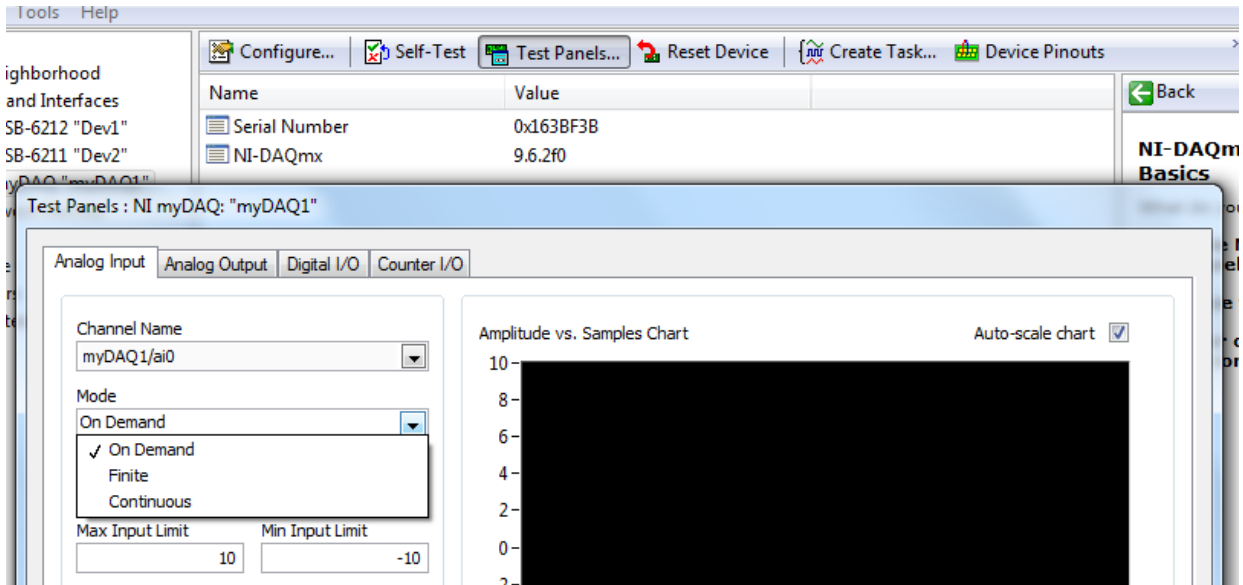 Tools Help
Configure... Self-Test Test Panels... Reset Device Create Task... Device Pinouts
ighborhood
and Interfaces
SB-6212 "Dev1"
SB-6211 "Dev2"
yDAQ "myDAQ1"
Name Value
Serial Number 0x163BF3B
NI-DAQmx 9.6.2f0
Back
NI-DAQm
Basics
Test Panels : NI myDAQ: "myDAQ1"
Analog Input Analog Output Digital I/O Counter I/O
Channel Name
myDAQ1/ai0
Mode
On Demand
On Demand
Finite
Continuous
Max Input Limit Min Input Limit
10 -10
Amplitude vs. Samples Chart Auto-scale chart
10
8
6
4
2
0
-2